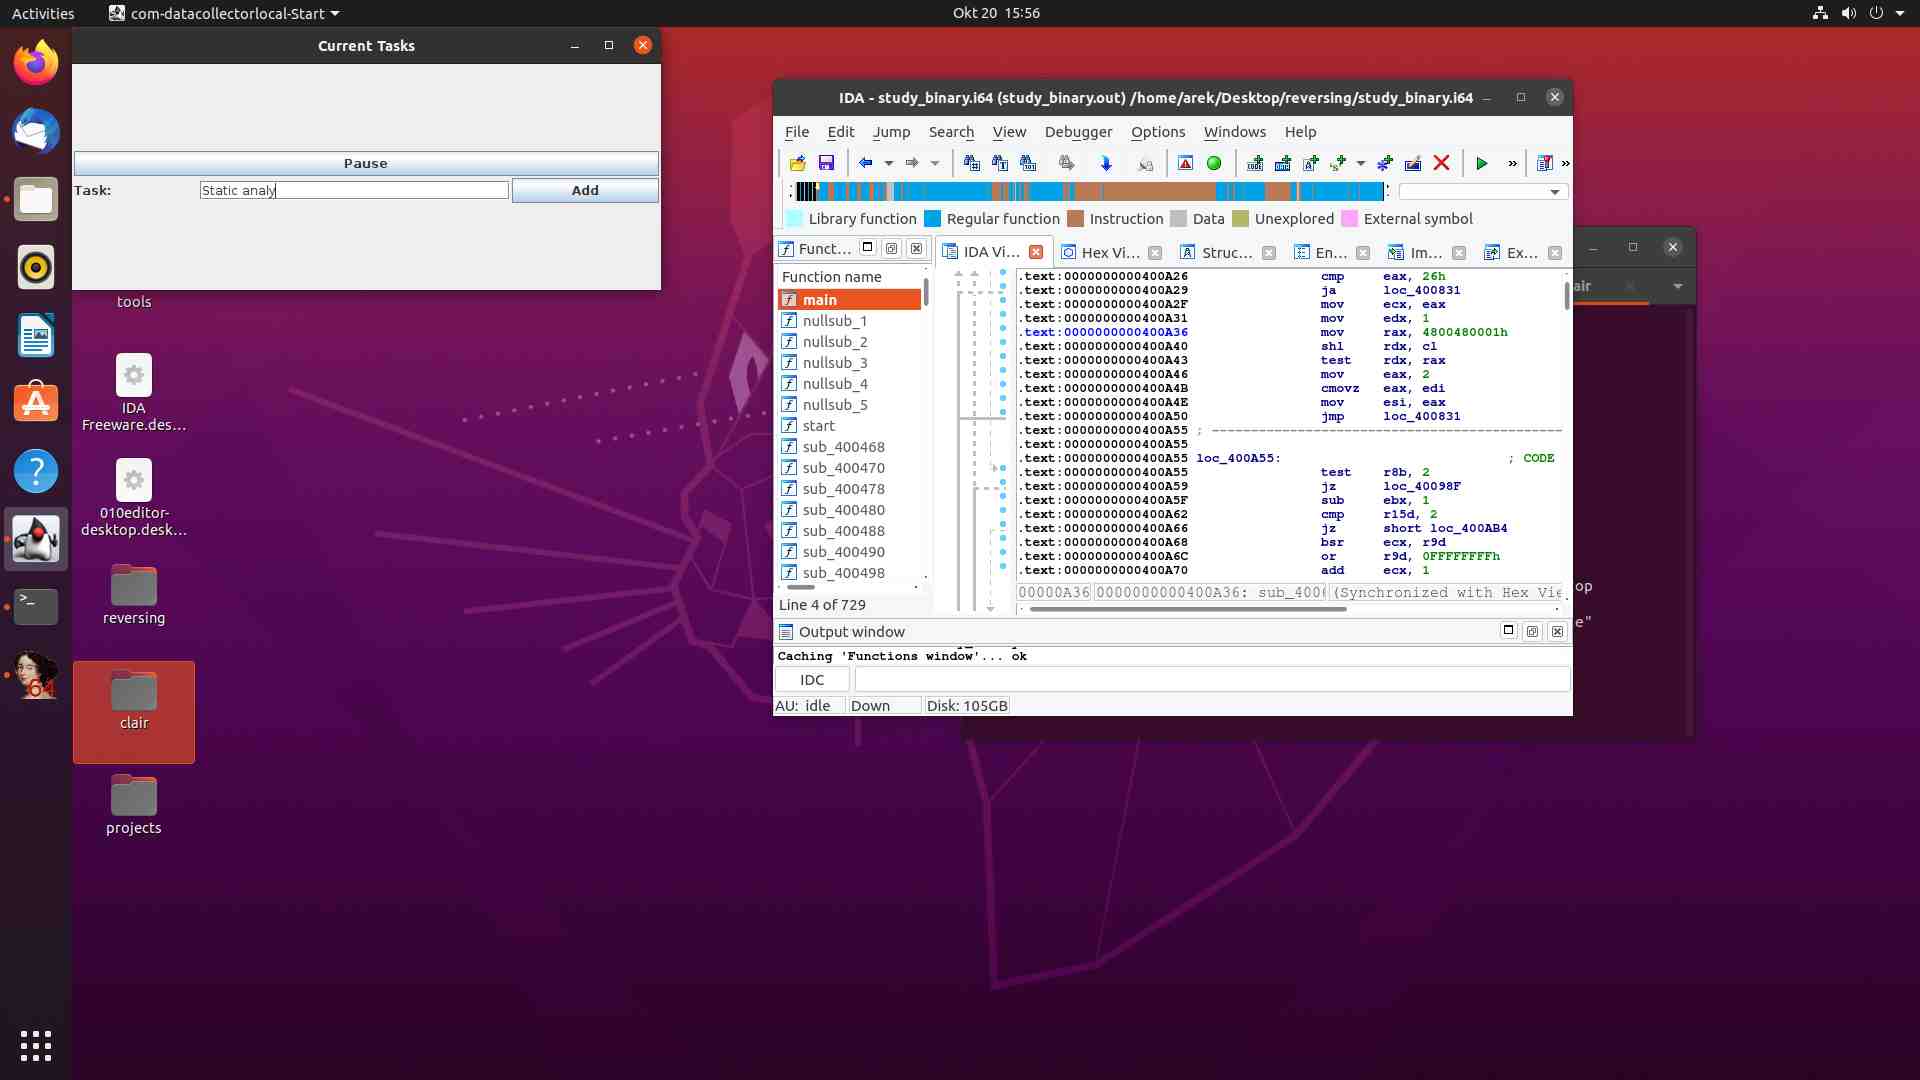 Activities
com-datacollectorlocal-Start
Okt 20 15:56
Current Tasks
Pause
Task:
Static analy
Add
tools
IDA
Freeware.des...
010editor-
desktop.desk...
reversing
clair
projects
IDA - study_binary.i64 (study_binary.out) /home/arek/Desktop/reversing/study_binary.i64
File Edit Jump Search View Debugger Options Windows Help
Library function Regular function Instruction Data Unexplored External symbol
Funct...
IDA Vi... Hex Vi... Struc... En... Im... Ex...
Function name
main
nullsub_1
nullsub_2
nullsub_3
nullsub_4
nullsub_5
start
sub_400468
sub_400470
sub_400478
sub_400480
sub_400488
sub_400490
sub_400498
Line 4 of 729
.text:0000000000400A26 cmp eax, 26h
.text:0000000000400A29 ja loc_400831
.text:0000000000400A2F mov ecx, eax
.text:0000000000400A31 mov edx, 1
.text:0000000000400A36 mov rax, 4800480001h
.text:0000000000400A40 shl rdx, cl
.text:0000000000400A43 test rdx, rax
.text:0000000000400A46 mov eax, 2
.text:0000000000400A4B cmovz eax, edi
.text:0000000000400A4E mov esi, eax
.text:0000000000400A50 jmp loc_400831
.text:0000000000400A55 ; ---------------------------------------------
.text:0000000000400A55
.text:0000000000400A55 loc_400A55: ; CODE
.text:0000000000400A55 test r8b, 2
.text:0000000000400A59 jz loc_40098F
.text:0000000000400A5F sub ebx, 1
.text:0000000000400A62 cmp r15d, 2
.text:0000000000400A66 jz short loc_400AB4
.text:0000000000400A68 bsr ecx, r9d
.text:0000000000400A6C or r9d, 0FFFFFFFFh
.text:0000000000400A70 add ecx, 1
00000A36 0000000000400A36: sub_400 (Synchronized with Hex Vie
Output window
Caching 'Functions window'... ok
IDC
AU: idle Down Disk: 105GB
air
op
e"
64